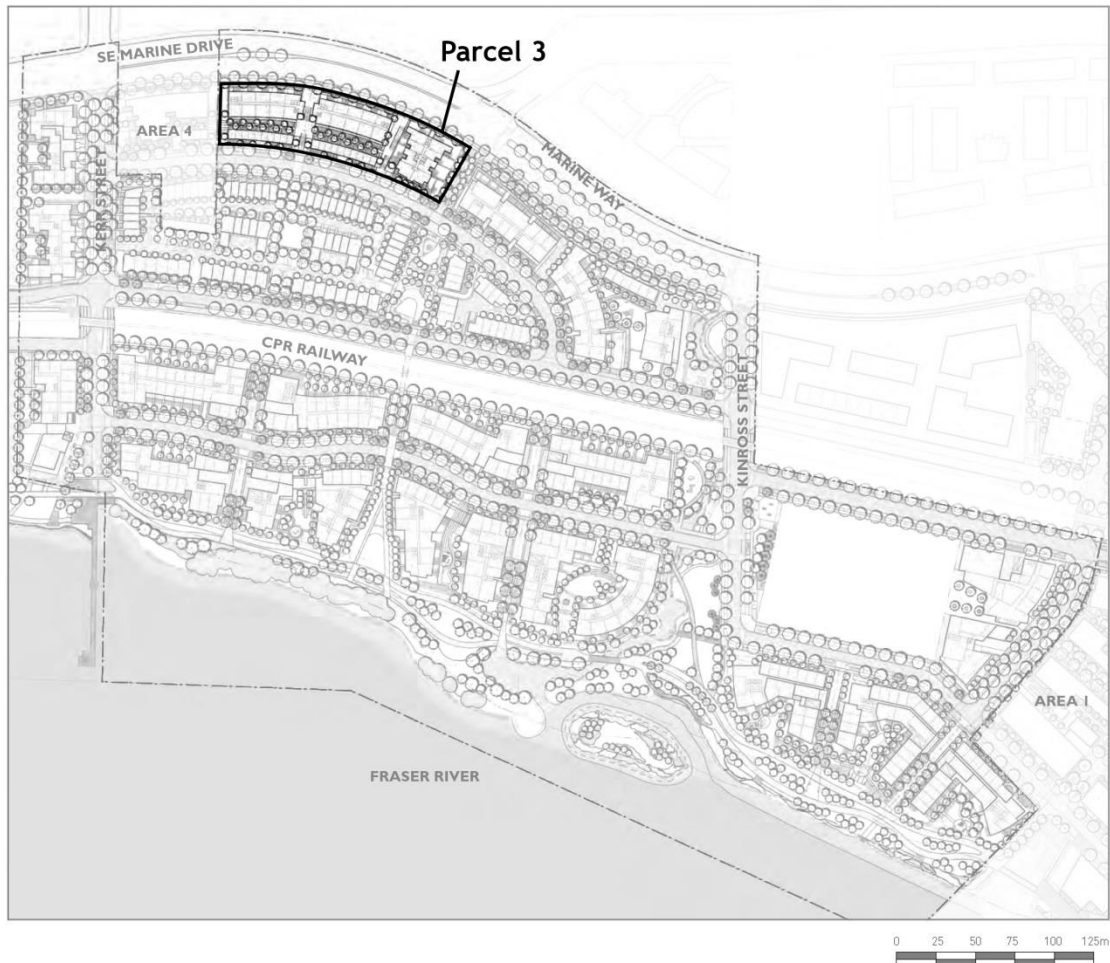 Parcel 3
SE MARINE DRIVE
AREA 4
MARINE WAY
KERR STREET
CPR RAILWAY
KINROSS STREET
AREA 1
FRASER RIVER
0 25 50 75 100 125m